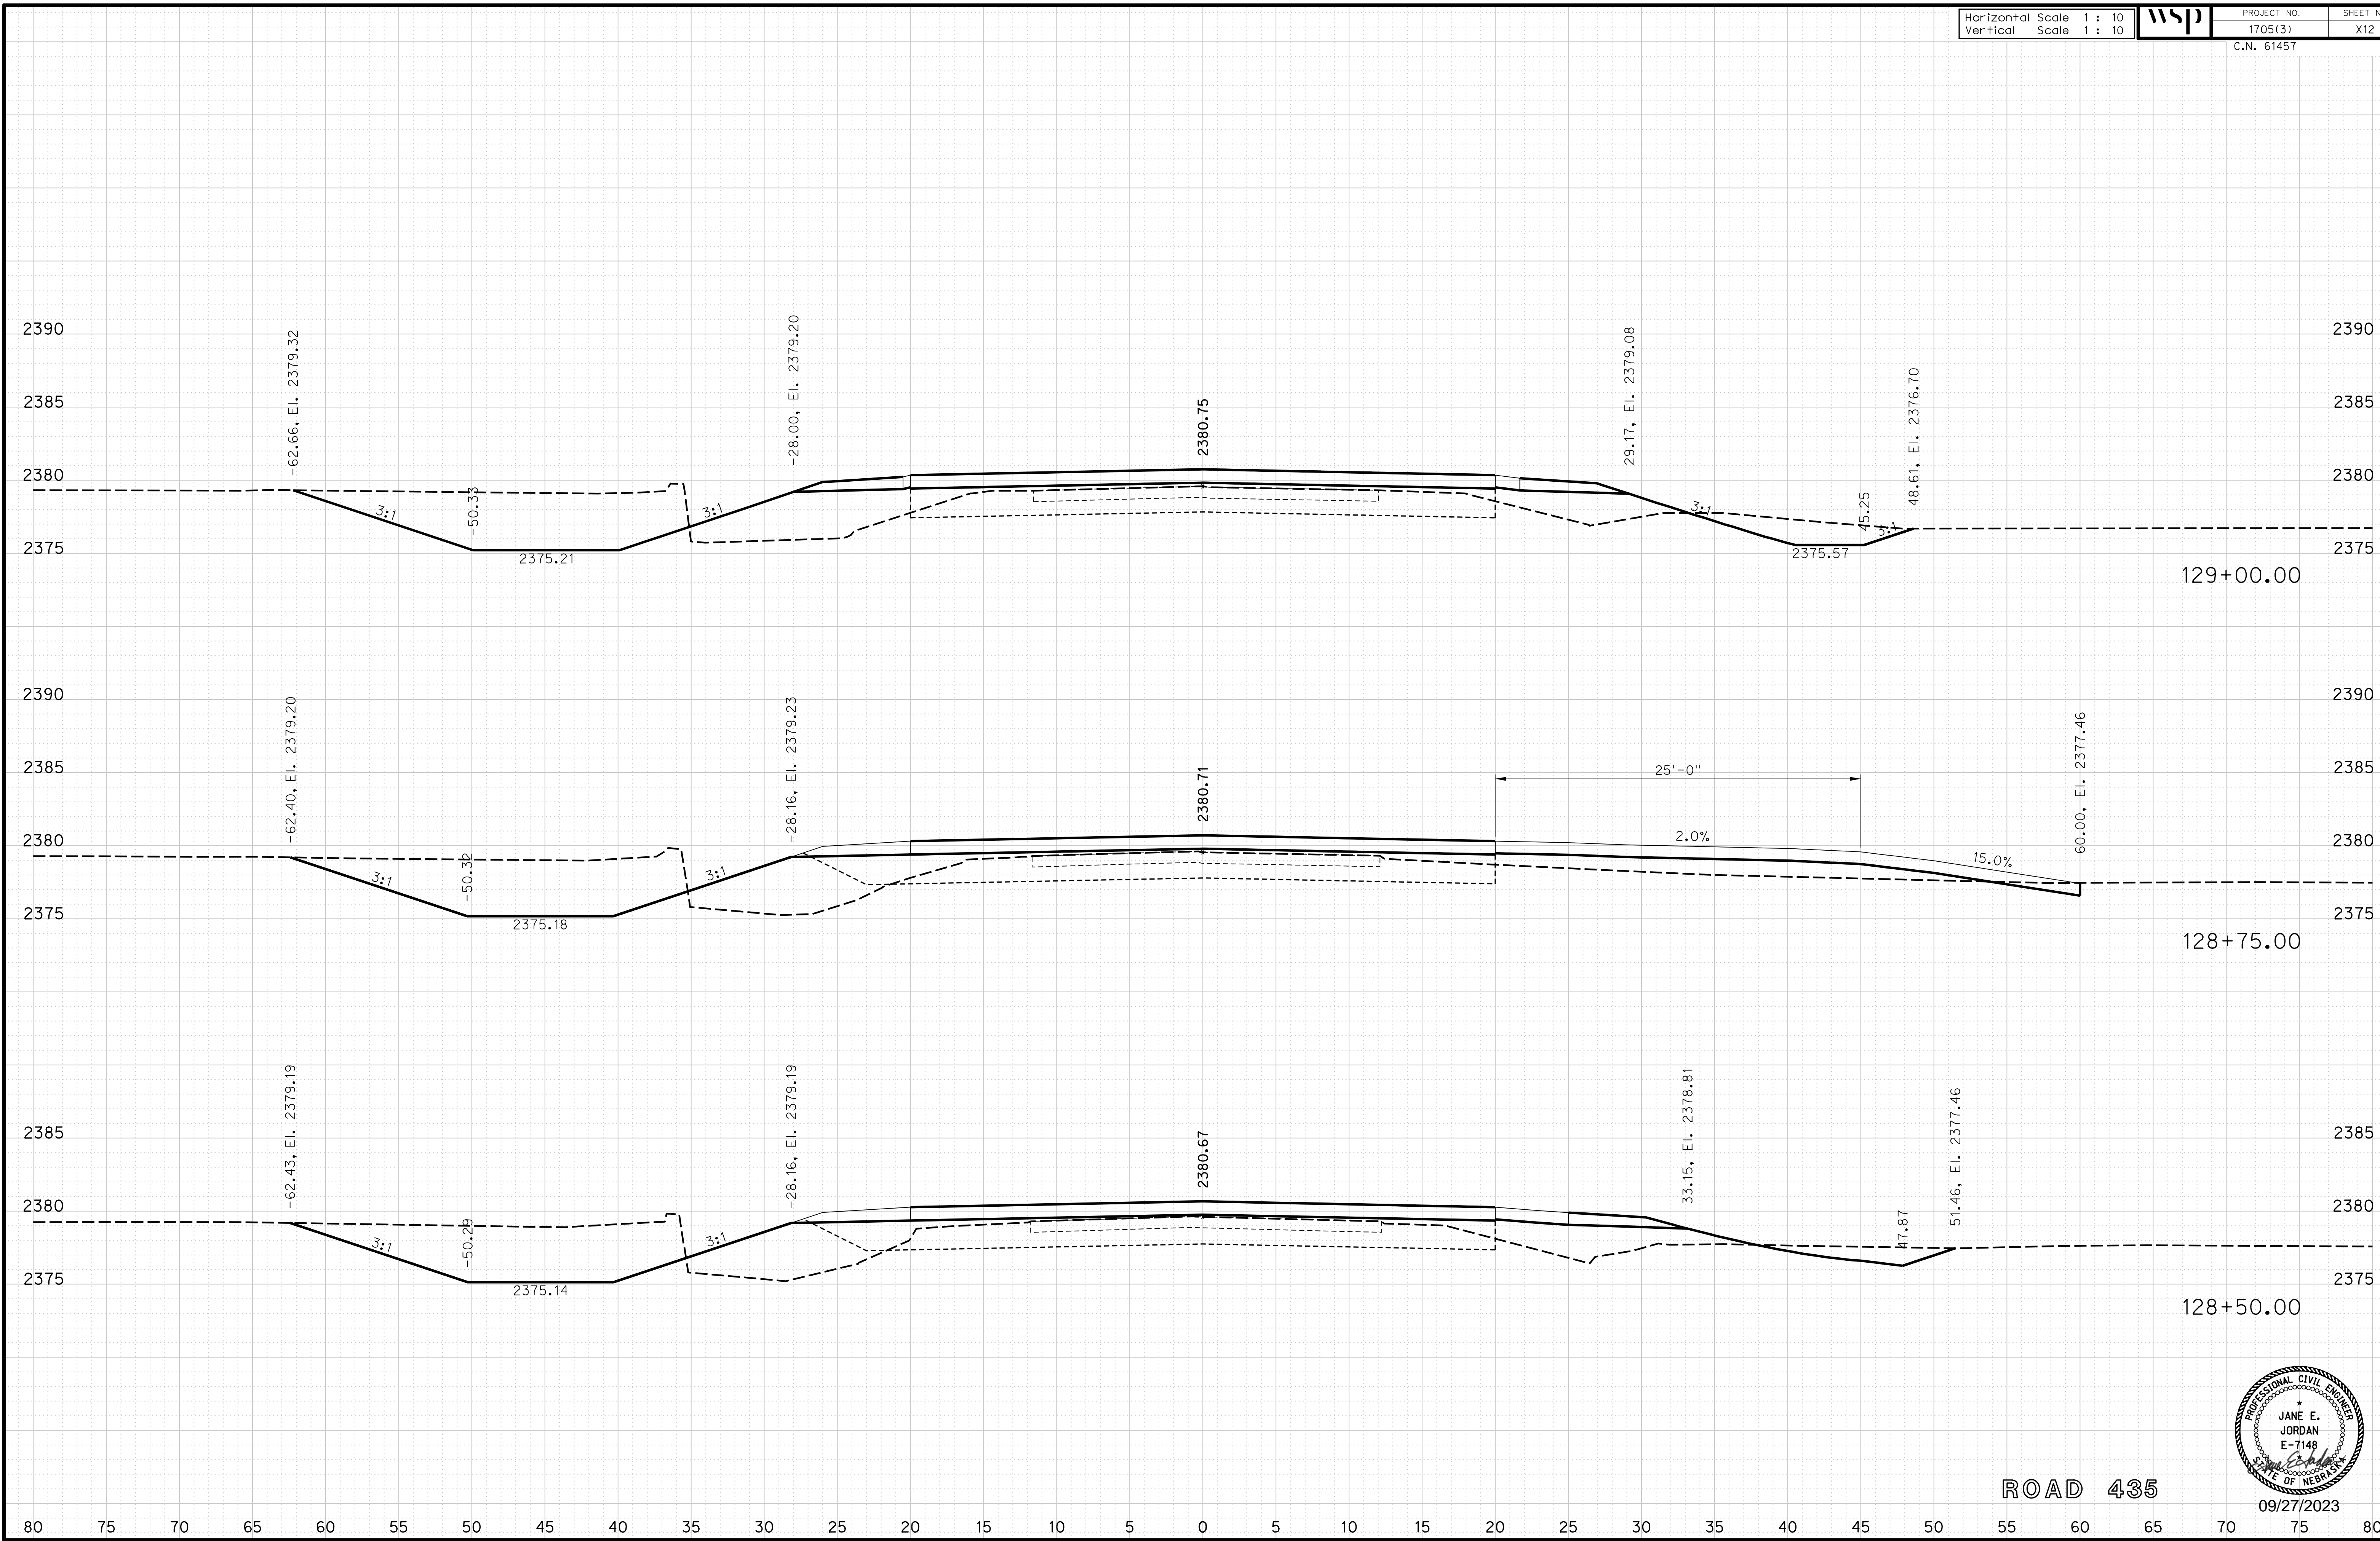 Horizontal Scale 1 : 10
Vertical Scale 1 : 10
wsp
PROJECT NO.
1705(3)
SHEET N
X12
C.N. 61457
2390
-62.66, El. 2379.32
-28.00, El. 2379.20
29.17, El. 2379.08
2390
2385
2380.75
48.61, El. 2376.70
2385
2380
-50.33
3:1
3:1
3:1
45.25
3:1
2380
2375
2375.21
2375.57
2375
129+00.00
2390
-62.40, El. 2379.20
-28.16, El. 2379.23
60.00, El. 2377.46
2390
2385
2380.71
25'-0"
2385
2380
2.0%
15.0%
2380
-50.32
3:1
3:1
2375
2375.18
2375
128+75.00
-62.43, El. 2379.19
-28.16, El. 2379.19
33.15, El. 2378.81
51.46, El. 2377.46
2385
2380.67
2385
2380
-50.29
3:1
3:1
47.87
2380
2375
2375.14
2375
128+50.00
PROFESSIONAL CIVIL ENGINEER
JANE E.
JORDAN
E-7148
STATE OF NEBRASKA
ROAD 435
09/27/2023
80 75 70 65 60 55 50 45 40 35 30 25 20 15 10 5 0 5 10 15 20 25 30 35 40 45 50 55 60 65 70 75 80